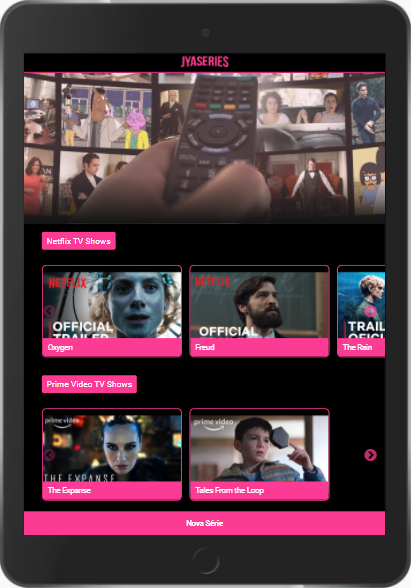 JYASERIES
Netflix TV Shows
NETFLIX
OFFICIAL
TRAILER
Oxygen
NETFLIX
OFFICIAL
Freud
TRAIL
The Rain
Prime Video TV Shows
prime video
THE EXPANSE
The Expanse
prime video
Tales From the Loop
Nova Série